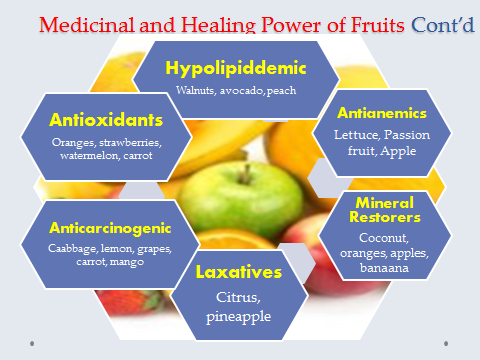 Medicinal and Healing Power of Fruits Cont’d
Hypolipiddemic
Walnuts, avocado,peach
Antioxidants
Oranges, strawberries,
watermelon, carrot
Antianemics
Lettuce, Passion
fruit, Apple
Anticarcinogenic
Caabbage, lemon, grapes,
carrot, mango
Mineral
Restorers
Coconut,
oranges, apples,
banaana
Laxatives
Citrus,
pineapple